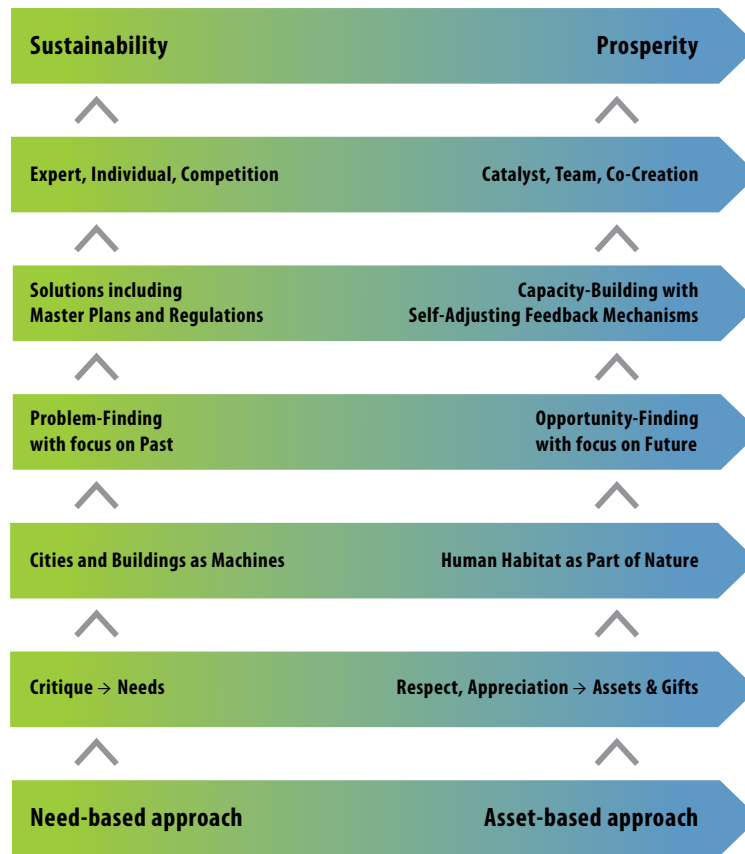 Sustainability Prosperity
Expert, Individual, Competition Catalyst, Team, Co-Creation
Solutions including Capacity-Building with
Master Plans and Regulations Self-Adjusting Feedback Mechanisms
Problem-Finding Opportunity-Finding
with focus on Past with focus on Future
Cities and Buildings as Machines Human Habitat as Part of Nature
Critique → Needs Respect, Appreciation → Assets & Gifts
Need-based approach Asset-based approach